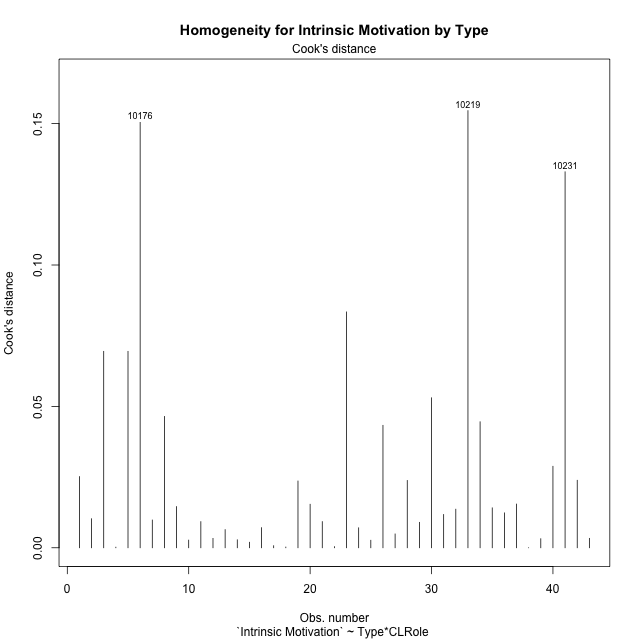 Homogeneity for Intrinsic Motivation by Type
Cook's distance
10176
10219
10231
Cook's distance
0.15
0.10
0.05
0.00
0 10 20 30 40
Obs. number
`Intrinsic Motivation` ~ Type*CLRole